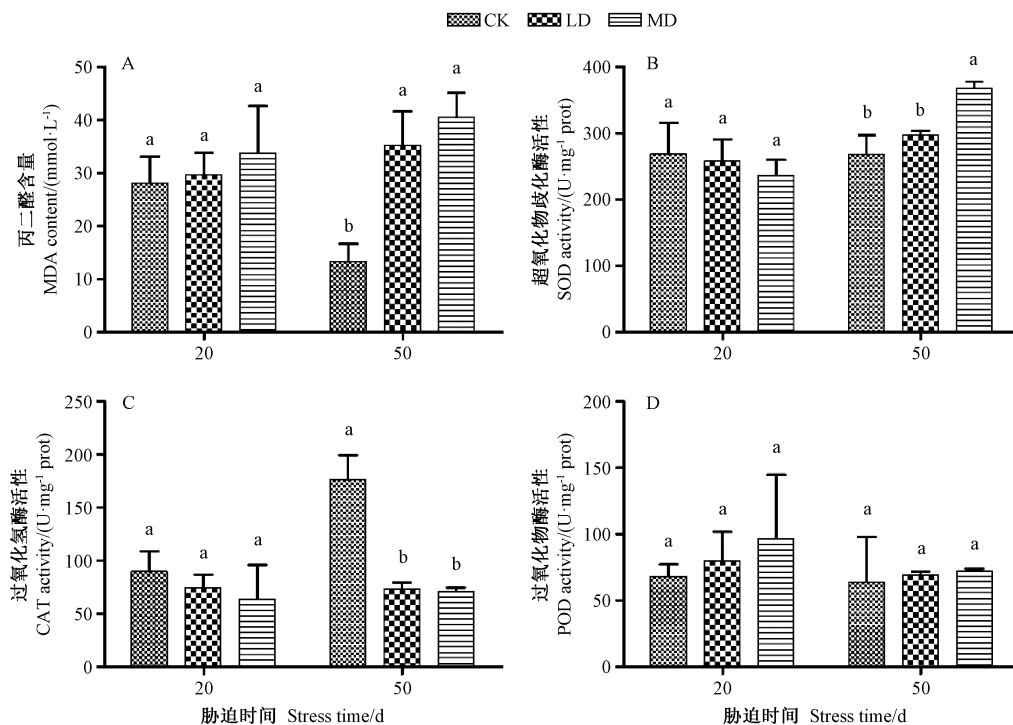 CK LD MD
A
丙二醛含量
MDA content/(mmol·L⁻¹)
50
40
30
20
10
0
a a a
b a a
20 50
B
超氧化物歧化酶活性
SOD activity/(U·mg⁻¹ prot)
400
300
200
100
0
a a a
b b a
20 50
C
过氧化氢酶活性
CAT activity/(U·mg⁻¹ prot)
250
200
150
100
50
0
a a a
a b b
20 50
胁迫时间 Stress time/d
D
过氧化物酶活性
POD activity/(U·mg⁻¹ prot)
200
150
100
50
0
a a a
a a a
20 50
胁迫时间 Stress time/d